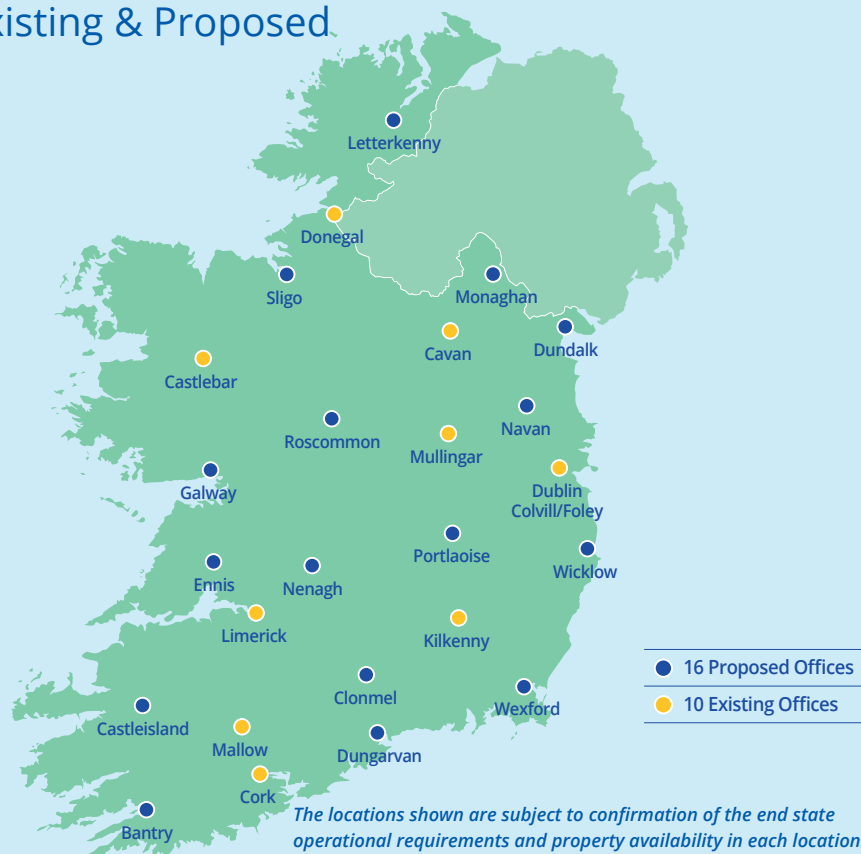 xisting & Proposed
Letterkenny
Donegal
Sligo
Monaghan
Cavan
Dundalk
Castlebar
Roscommon
Navan
Mullingar
Galway
Dublin
Colvill/Foley
Portlaoise
Wicklow
Ennis
Nenagh
Limerick
Kilkenny
16 Proposed Offices
10 Existing Offices
Clonmel
Wexford
Castleisland
Mallow
Dungarvan
Cork
Bantry
The locations shown are subject to confirmation of the end state
operational requirements and property availability in each location